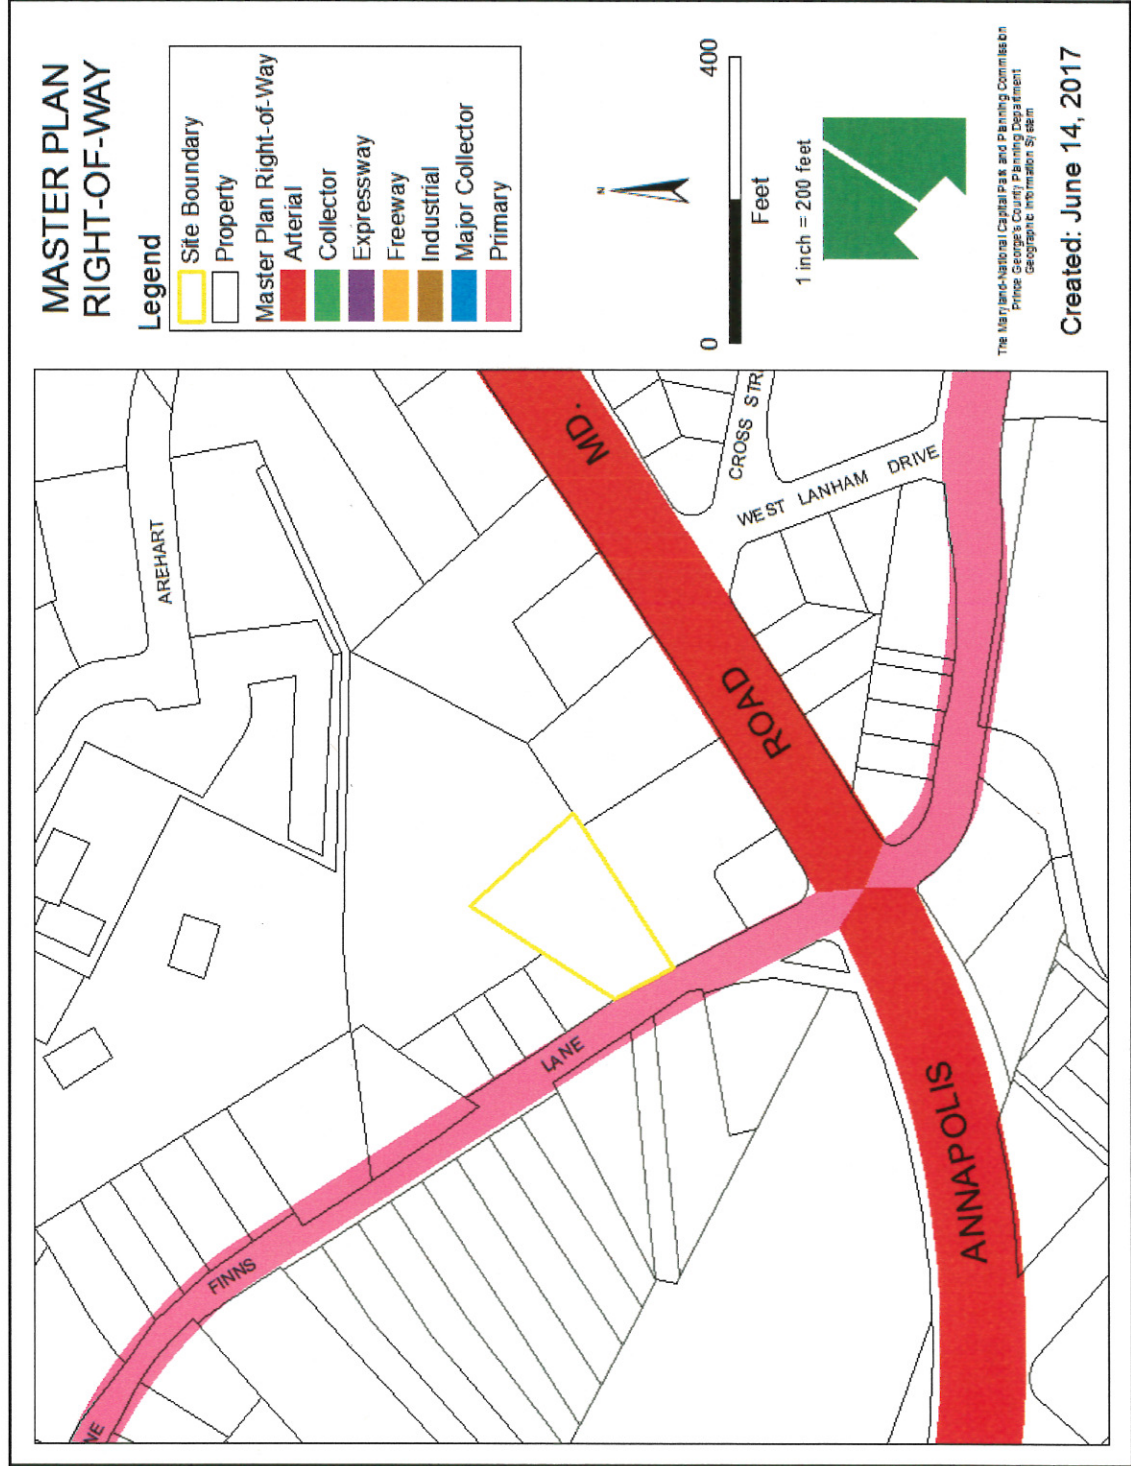 MASTER PLAN
RIGHT-OF-WAY
Legend
Site Boundary
Property
Master Plan Right-of-Way
Arterial
Collector
Expressway
Freeway
Industrial
Major Collector
Primary
N
0
400
Feet
1 inch = 200 feet
The Maryland-National Capital Park and Planning Commission
Prince George's County Planning Department
Geographic Information System
Created: June 14, 2017
AREHART
MD.
CROSS STR.
WEST LANHAM DRIVE
ROAD
LANE
FINNS
NE
ANNAPOLIS